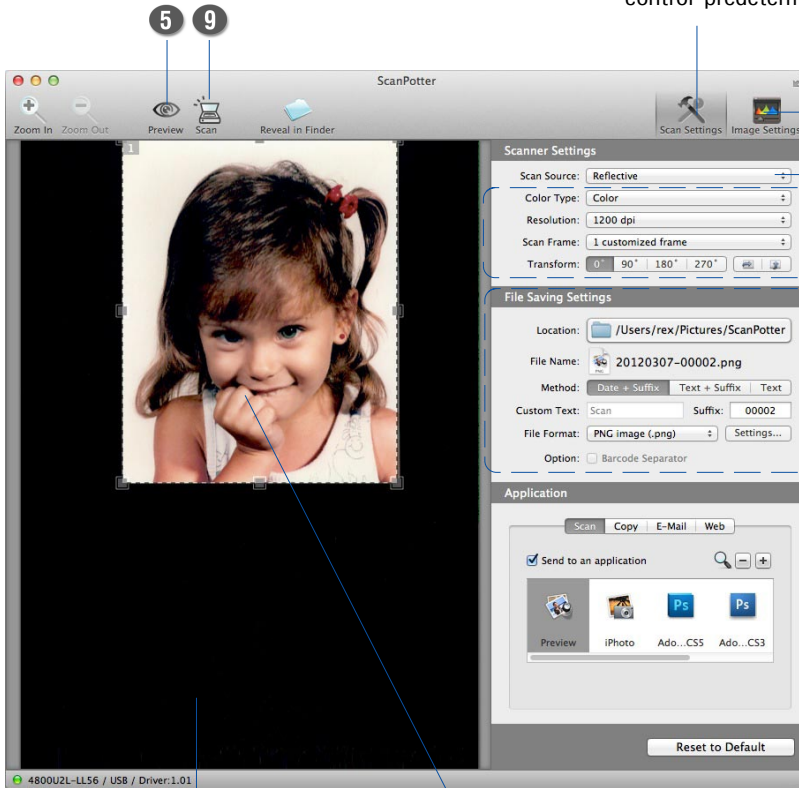 control predeterm
5 9
ScanPotter
Zoom In Zoom Out Preview Scan Reveal in Finder Scan Settings Image Settings
1
Scanner Settings
Scan Source: Reflective
Color Type: Color
Resolution: 1200 dpi
Scan Frame: 1 customized frame
Transform: 0° 90° 180° 270°
File Saving Settings
Location: /Users/rex/Pictures/ScanPotter
File Name: 20120307-00002.png
Method: Date + Suffix Text + Suffix Text
Custom Text: Scan Suffix: 00002
File Format: PNG image (.png) Settings...
Option: Barcode Separator
Application
Scan Copy E-Mail Web
Send to an application
Ps Ps
Preview iPhoto Ado...CS5 Ado...CS3
Reset to Default
4800U2L-LL56 / USB / Driver:1.01